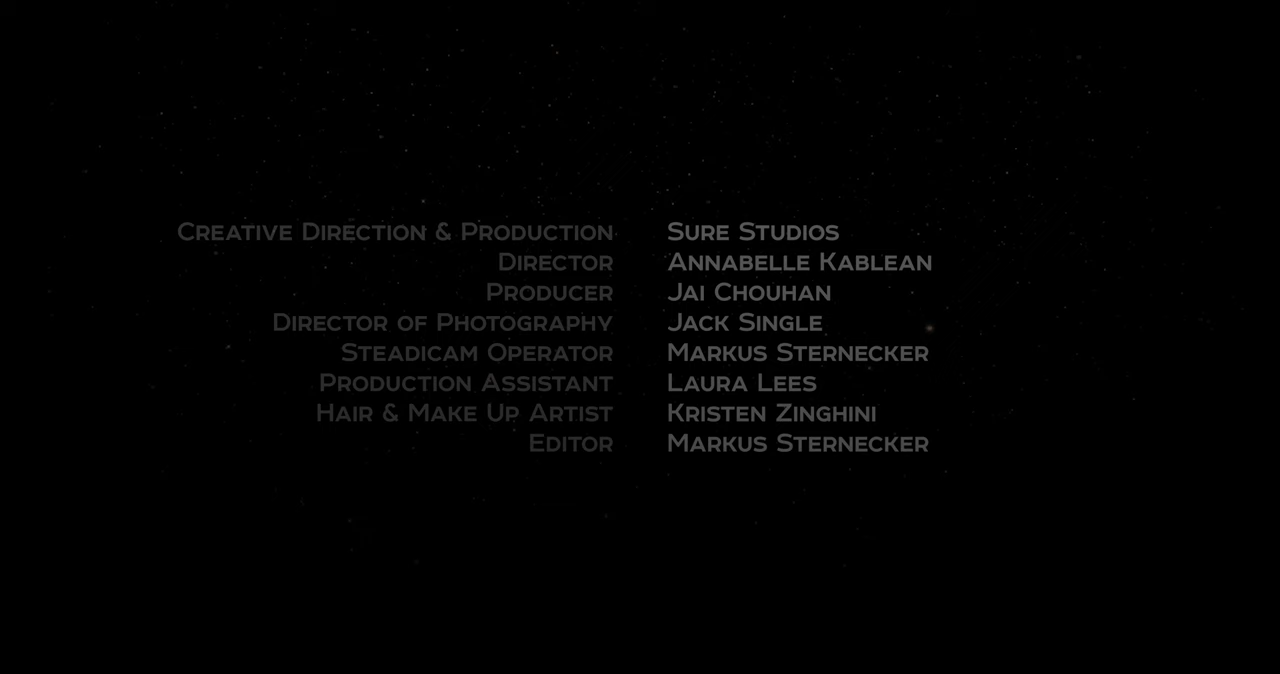 Creative Direction & Production Sure Studios
Director Annabelle Kablean
Producer Jai Chouhan
Director of Photography Jack Single
Steadicam Operator Markus Sternecker
Production Assistant Laura Lees
Hair & Make Up Artist Kristen Zinghini
Editor Markus Sternecker